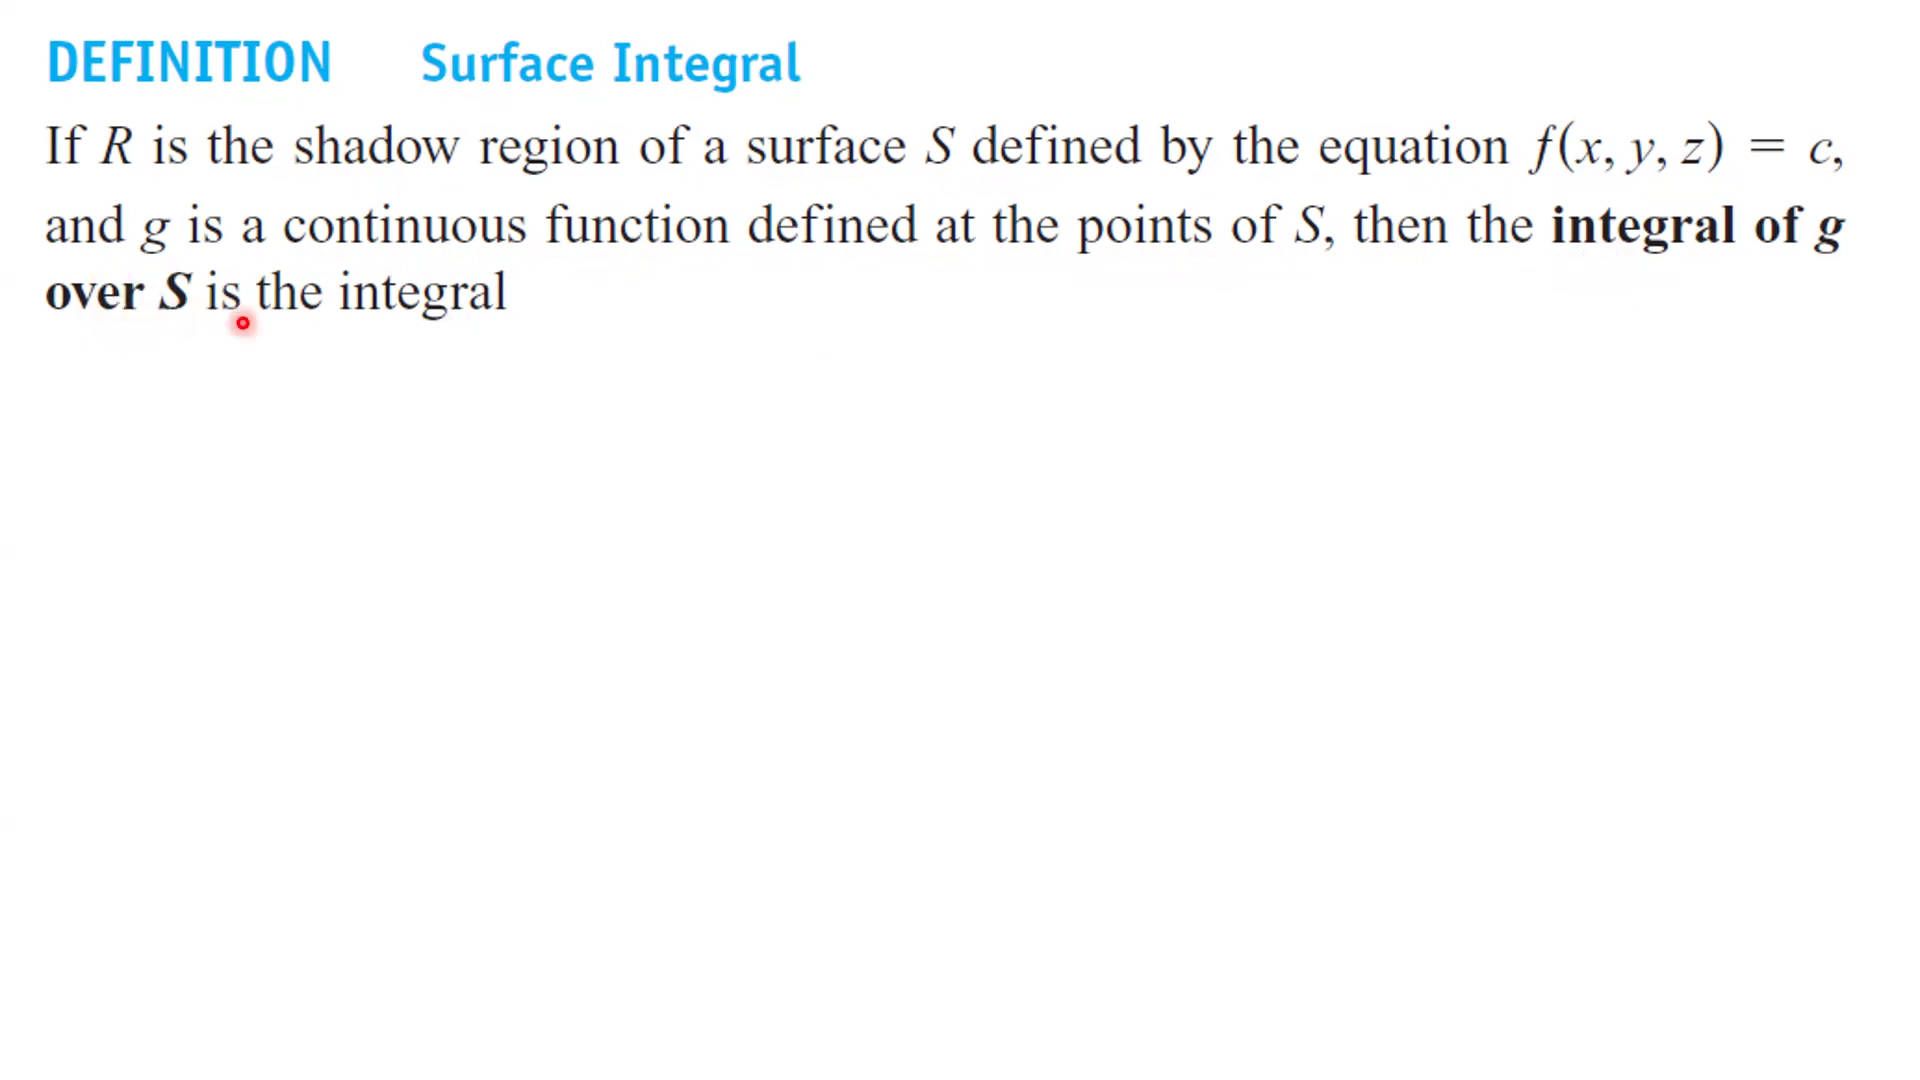 DEFINITION Surface Integral
If R is the shadow region of a surface S defined by the equation f(x, y, z) = c,
and g is a continuous function defined at the points of S, then the integral of g
over S is the integral